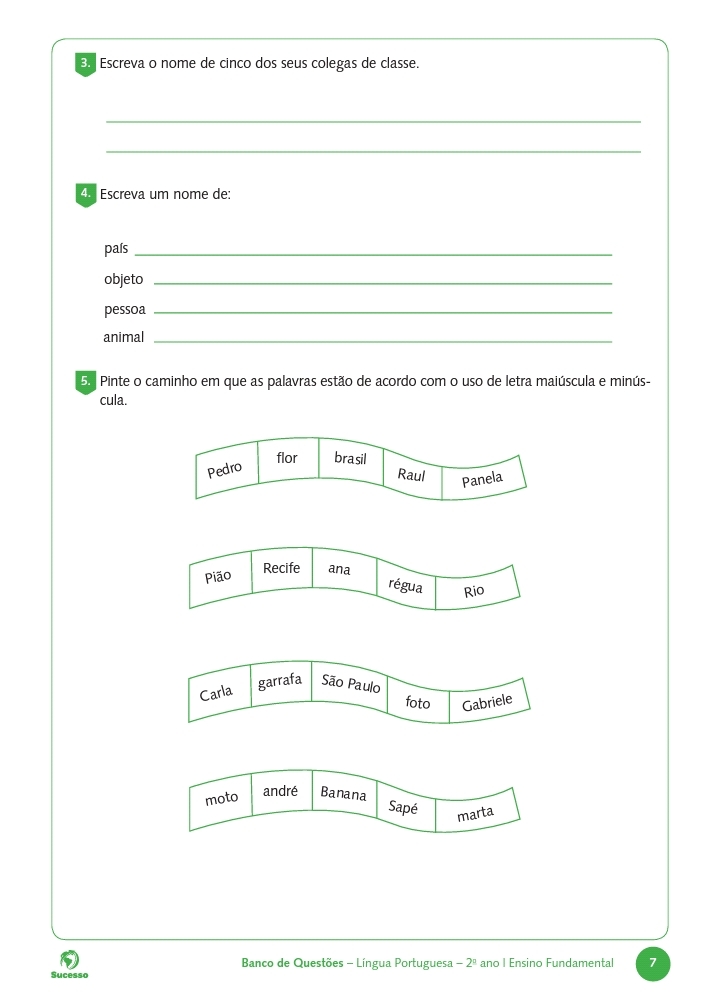 3. Escreva o nome de cinco dos seus colegas de classe.
4. Escreva um nome de:
país
objeto
pessoa
animal
5. Pinte o caminho em que as palavras estão de acordo com o uso de letra maiúscula e minús-
cula.
Pedro flor brasil Raul Panela
Pião Recife ana régua Rio
Carla garrafa São Paulo foto Gabriele
moto andré Banana Sapé marta
Sucesso
Banco de Questões – Língua Portuguesa – 2º ano I Ensino Fundamental 7